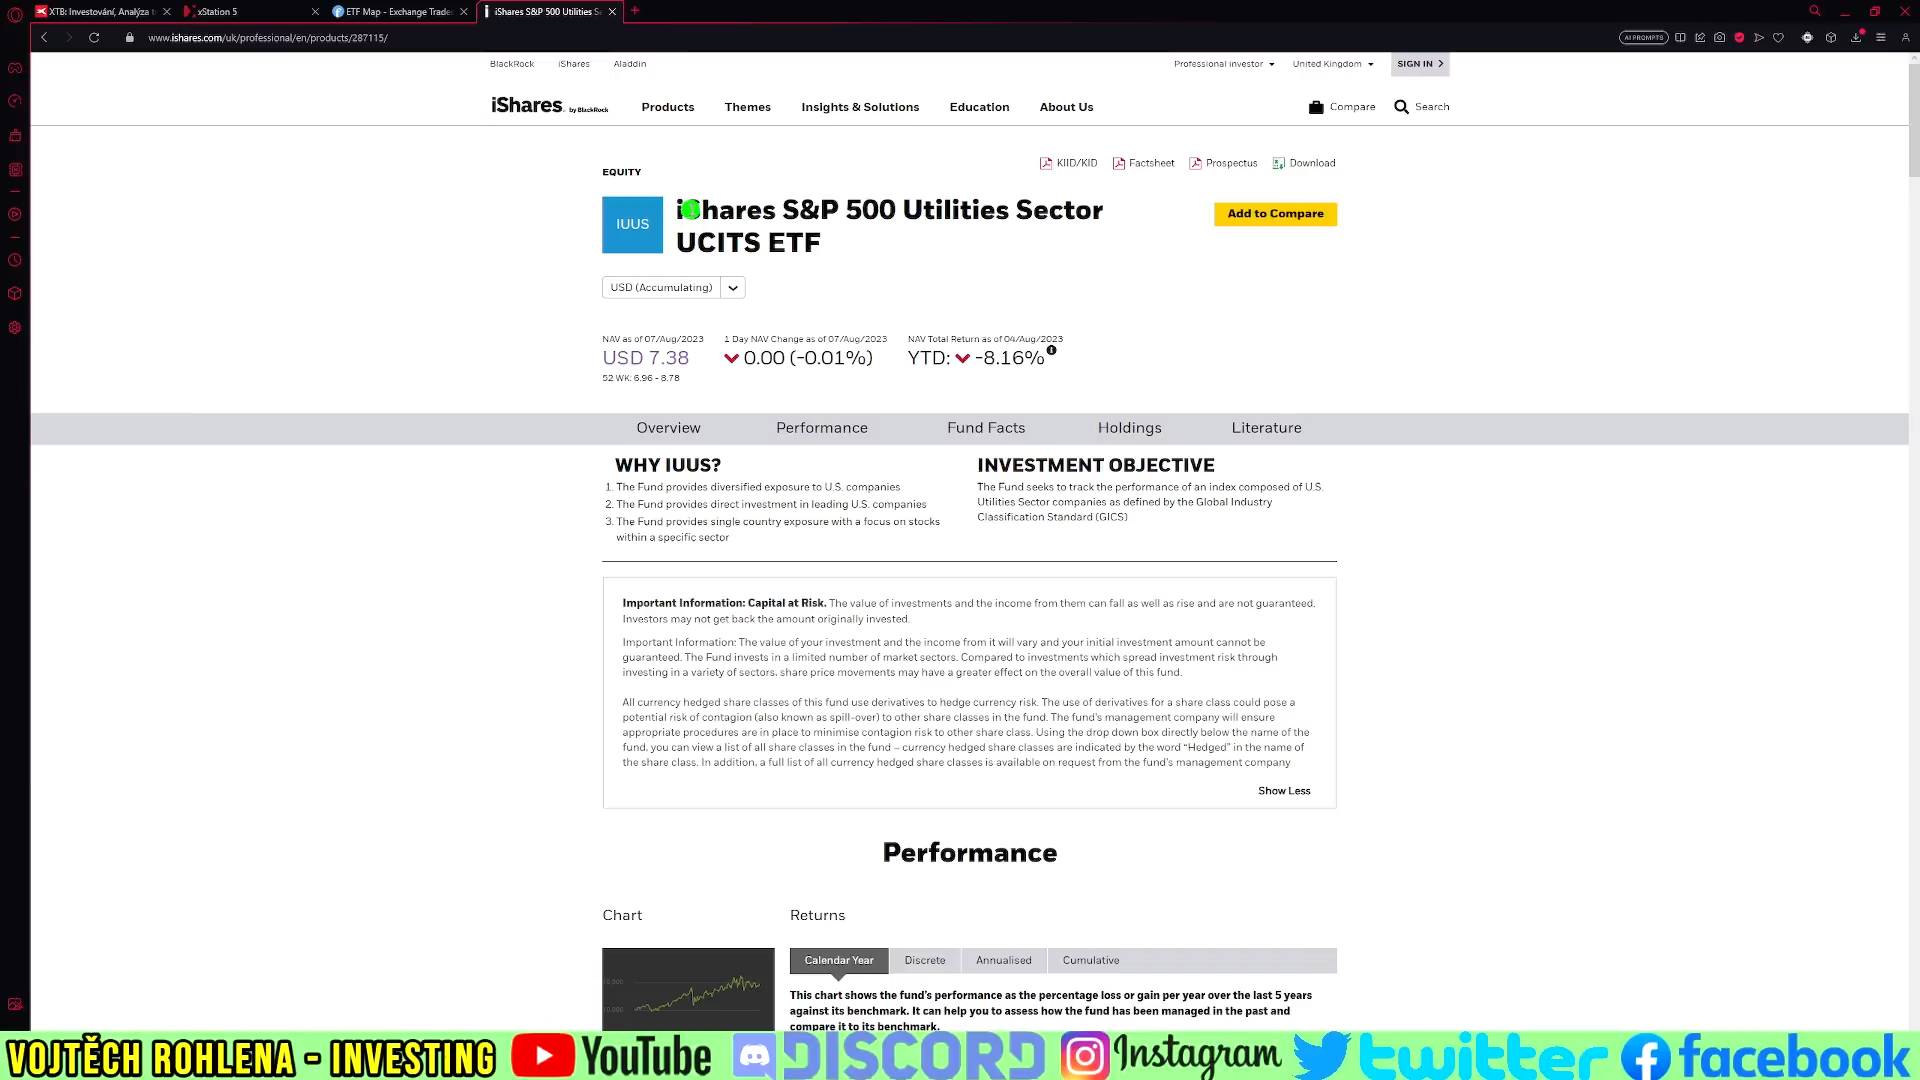 XTB: Investování, Analýza t
xStation 5
ETF Map - Exchange Trade
iShares S&P 500 Utilities S
www.ishares.com/uk/professional/en/products/287115/
AI PROMPTS
BlackRock iShares Aladdin
Professional investor United Kingdom SIGN IN
iShares. by BlackRock
Products Themes Insights & Solutions Education About Us
Compare Search
KIID/KID Factsheet Prospectus Download
EQUITY
IUUS
iShares S&P 500 Utilities Sector
UCITS ETF
Add to Compare
USD (Accumulating)
NAV as of 07/Aug/2023 1 Day NAV Change as of 07/Aug/2023 NAV Total Return as of 04/Aug/2023
USD 7.38 0.00 (-0.01%) YTD: -8.16%
52 WK: 6.96 - 8.78
Overview Performance Fund Facts Holdings Literature
WHY IUUS?
1. The Fund provides diversified exposure to U.S. companies
2. The Fund provides direct investment in leading U.S. companies
3. The Fund provides single country exposure with a focus on stocks
within a specific sector
INVESTMENT OBJECTIVE
The Fund seeks to track the performance of an index composed of U.S.
Utilities Sector companies as defined by the Global Industry
Classification Standard (GICS)
Important Information: Capital at Risk. The value of investments and the income from them can fall as well as rise and are not guaranteed.
Investors may not get back the amount originally invested.
Important Information: The value of your investment and the income from it will vary and your initial investment amount cannot be
guaranteed. The Fund invests in a limited number of market sectors. Compared to investments which spread investment risk through
investing in a variety of sectors, share price movements may have a greater effect on the overall value of this fund.
All currency hedged share classes of this fund use derivatives to hedge currency risk. The use of derivatives for a share class could pose a
potential risk of contagion (also known as spill-over) to other share classes in the fund. The fund's management company will ensure
appropriate procedures are in place to minimise contagion risk to other share class. Using the drop down box directly below the name of the
fund, you can view a list of all share classes in the fund – currency hedged share classes are indicated by the word "Hedged" in the name of
the share class. In addition, a full list of all currency hedged share classes is available on request from the fund's management company
Show Less
Performance
Chart
Returns
Calendar Year Discrete Annualised Cumulative
This chart shows the fund's performance as the percentage loss or gain per year over the last 5 years
against its benchmark. It can help you to assess how the fund has been managed in the past and
compare it to its benchmark.
VOJTĚCH ROHLENA - INVESTING YouTube DISCORD Instagram twitter facebook